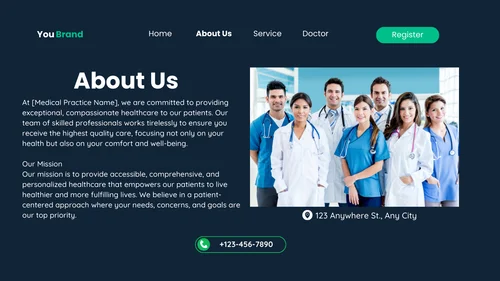 You Brand
Home
About Us
Service
Doctor
Register
About Us
At [Medical Practice Name], we are committed to providing
exceptional, compassionate healthcare to our patients. Our
team of skilled professionals works tirelessly to ensure you
receive the highest quality care, focusing not only on your
health but also on your comfort and well-being.
Our Mission
Our mission is to provide accessible, comprehensive, and
personalized healthcare that empowers our patients to live
healthier and more fulfilling lives. We believe in a patient-
centered approach where your needs, concerns, and goals are
our top priority.
123 Anywhere St., Any City
+123-456-7890